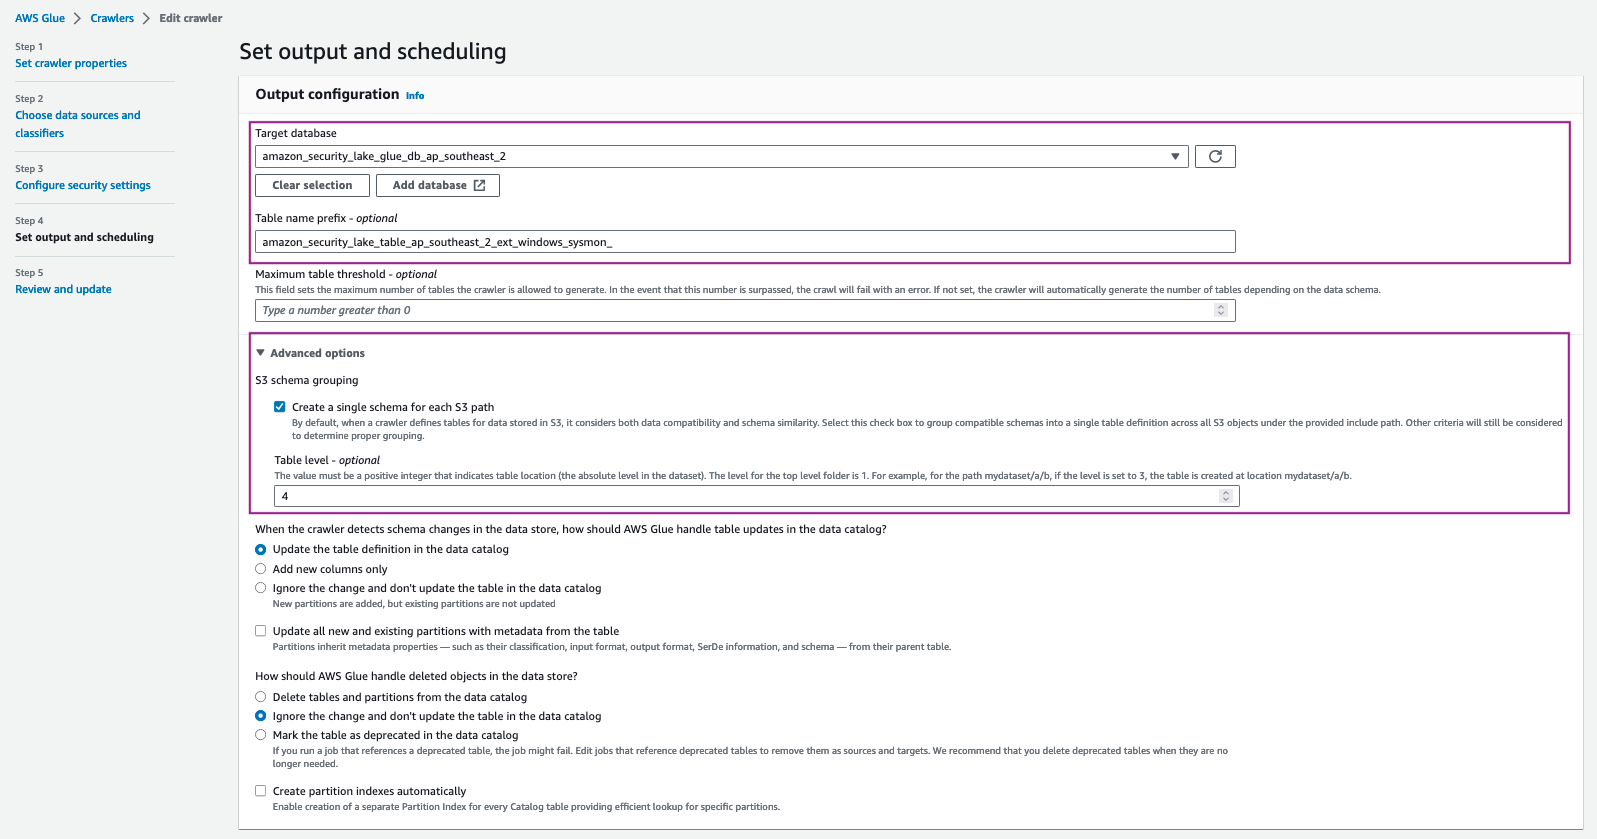 AWS Glue > Crawlers > Edit crawler
Step 1
Set crawler properties
Step 2
Choose data sources and
classifiers
Step 3
Configure security settings
Step 4
Set output and scheduling
Step 5
Review and update
Set output and scheduling
Output configuration Info
Target database
amazon_security_lake_glue_db_ap_southeast_2
Clear selection Add database
Table name prefix - optional
amazon_security_lake_table_ap_southeast_2_ext_windows_sysmon_
Maximum table threshold - optional
This field sets the maximum number of tables the crawler is allowed to generate. In the event that this number is surpassed, the crawl will fail with an error. If not set, the crawler will automatically generate the number of tables depending on the data schema.
Type a number greater than 0
Advanced options
S3 schema grouping
Create a single schema for each S3 path
By default, when a crawler defines tables for data stored in S3, it considers both data compatibility and schema similarity. Select this check box to group compatible schemas into a single table definition across all S3 objects under the provided include path. Other criteria will still be considered
to determine proper grouping.
Table level - optional
The value must be a positive integer that indicates table location (the absolute level in the dataset). The level for the top level folder is 1. For example, for the path mydataset/a/b, if the level is set to 3, the table is created at location mydataset/a/b.
4
When the crawler detects schema changes in the data store, how should AWS Glue handle table updates in the data catalog?
Update the table definition in the data catalog
Add new columns only
Ignore the change and don't update the table in the data catalog
New partitions are added, but existing partitions are not updated
Update all new and existing partitions with metadata from the table
Partitions inherit metadata properties — such as their classification, input format, output format, SerDe information, and schema — from their parent table.
How should AWS Glue handle deleted objects in the data store?
Delete tables and partitions from the data catalog
Ignore the change and don't update the table in the data catalog
Mark the table as deprecated in the data catalog
If you run a job that references a deprecated table, the job might fail. Edit jobs that reference deprecated tables to remove them as sources and targets. We recommend that you delete deprecated tables when they are no
longer needed.
Create partition indexes automatically
Enable creation of a separate Partition Index for every Catalog table providing efficient lookup for specific partitions.